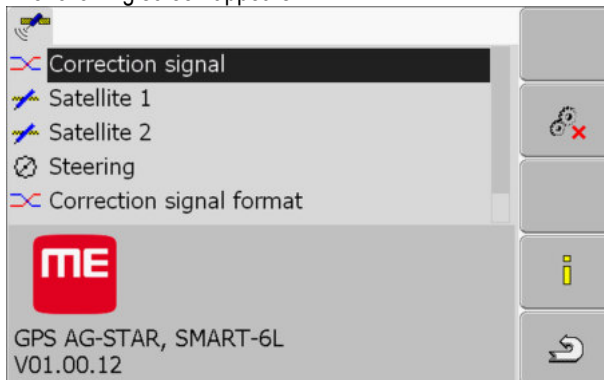 Correction signal
Satellite 1
Satellite 2
Steering
Correction signal format
ME
GPS AG-STAR, SMART-6L
V01.00.12
i